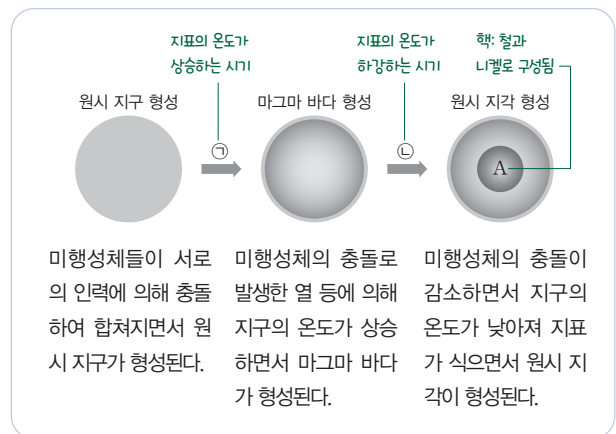 지표의 온도가
상승하는 시기
지표의 온도가
하강하는 시기
핵: 철과
니켈로 구성됨
원시 지구 형성
㉠
마그마 바다 형성
㉡
원시 지각 형성
A
미행성체들이 서로
의 인력에 의해 충돌
하여 합쳐지면서 원
시 지구가 형성된다.
미행성체의 충돌로
발생한 열 등에 의해
지구의 온도가 상승
하면서 마그마 바다
가 형성된다.
미행성체의 충돌이
감소하면서 지구의
온도가 낮아져 지표
가 식으면서 원시 지
각이 형성된다.